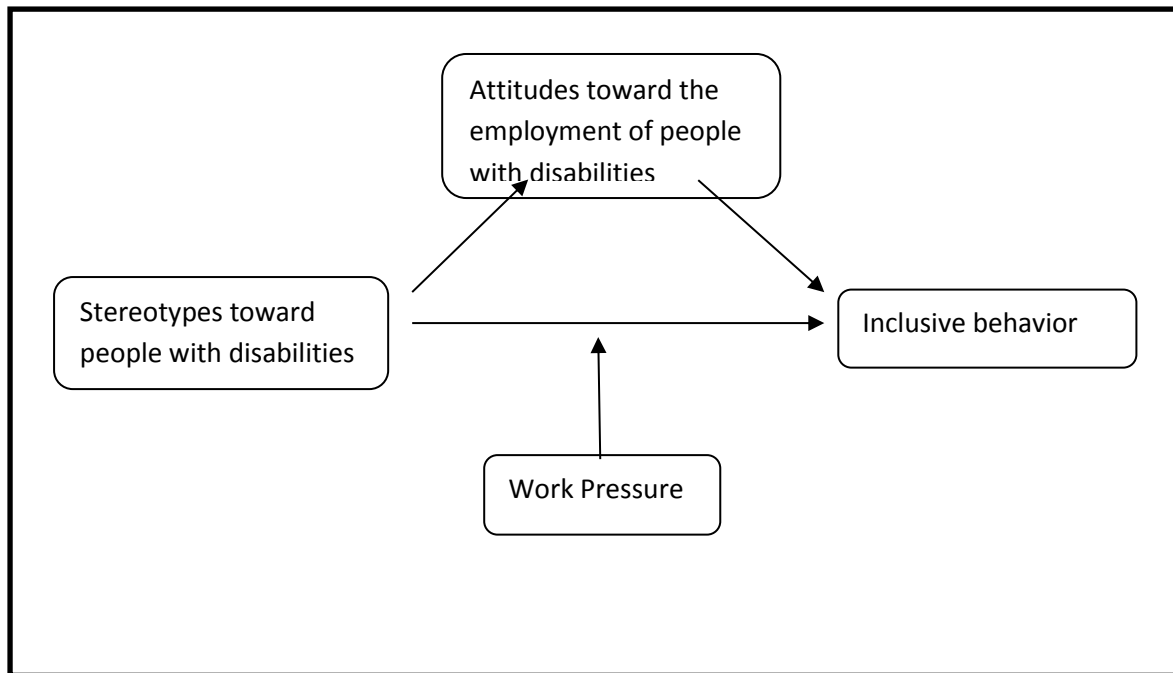 Attitudes toward the
employment of people
with disabilities
Stereotypes toward
people with disabilities
Inclusive behavior
Work Pressure